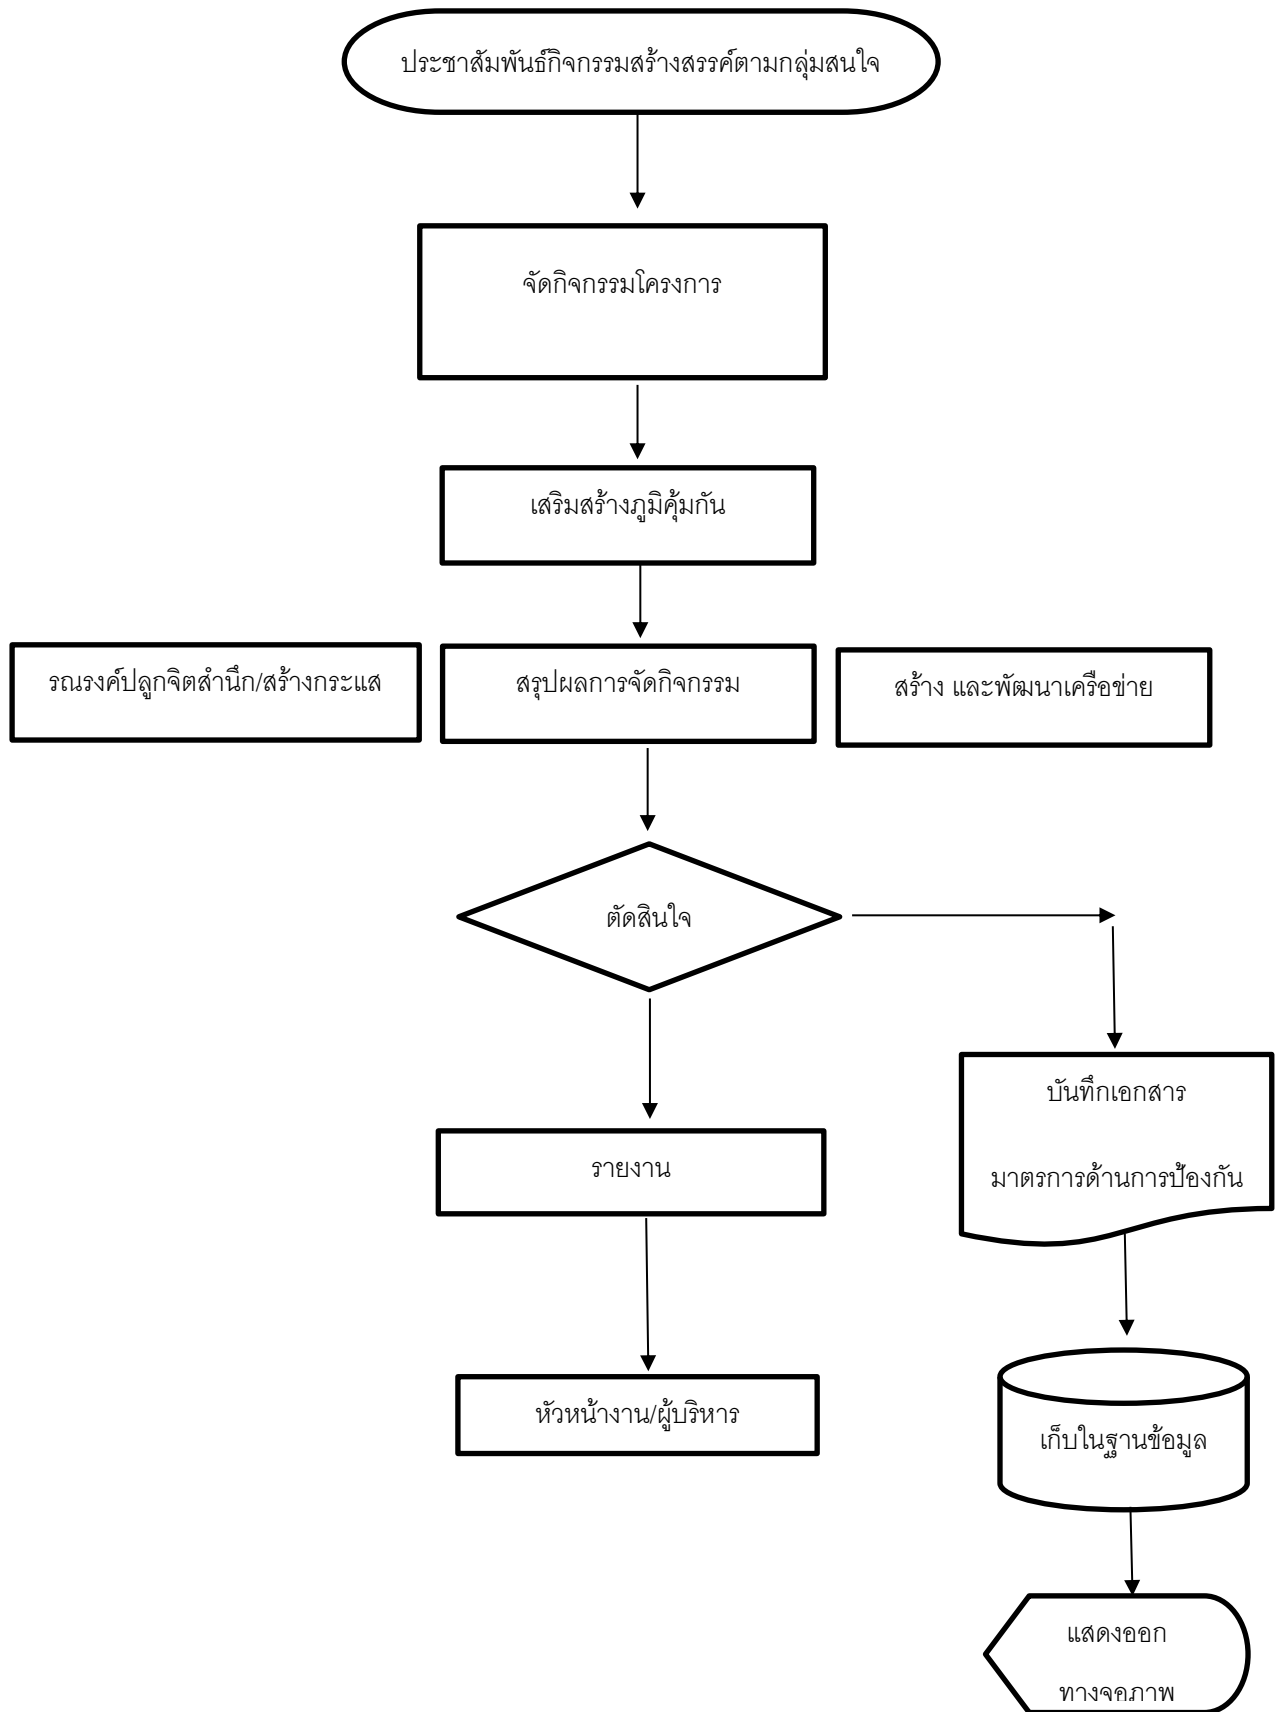 ประชาสัมพันธ์กิจกรรมสร้างสรรค์ตามกลุ่มสนใจ
จัดกิจกรรมโครงการ
เสริมสร้างภูมิคุ้มกัน
รณรงค์ปลูกจิตสำนึก/สร้างกระแส
สรุปผลการจัดกิจกรรม
สร้าง และพัฒนาเครือข่าย
ตัดสินใจ
บันทึกเอกสาร
มาตรการด้านการป้องกัน
รายงาน
หัวหน้างาน/ผู้บริหาร
เก็บในฐานข้อมูล
แสดงออก
ทางจอภาพ